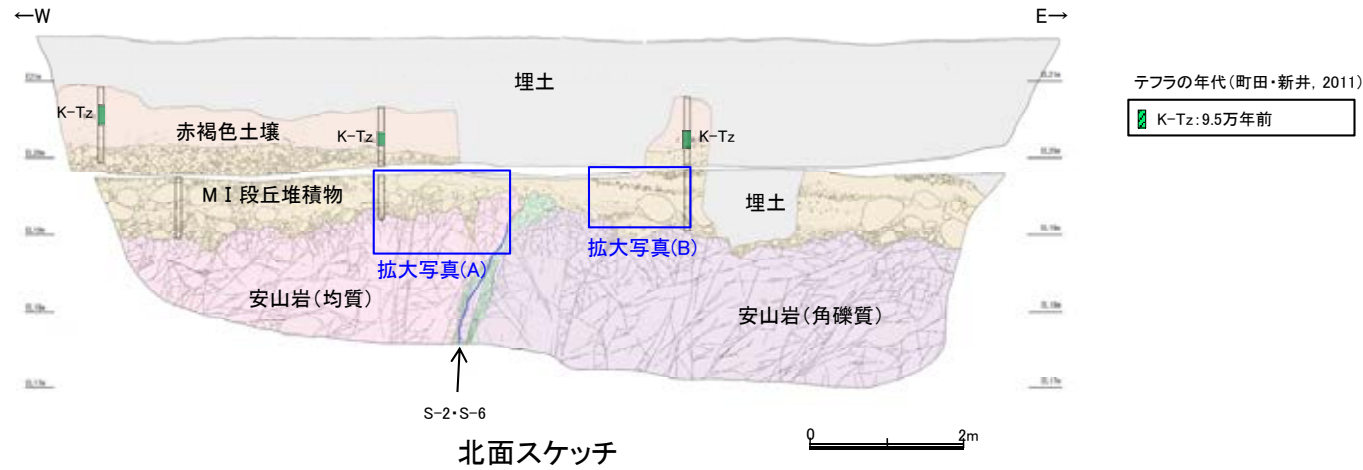 ←W
E→
埋土
テフラの年代(町田・新井, 2011)
K-Tz:9.5万年前
K-Tz
赤褐色土壌
K-Tz
K-Tz
MⅠ段丘堆積物
埋土
拡大写真(A)
拡大写真(B)
安山岩(均質)
安山岩(角礫質)
S-2・S-6
北面スケッチ
0
2m